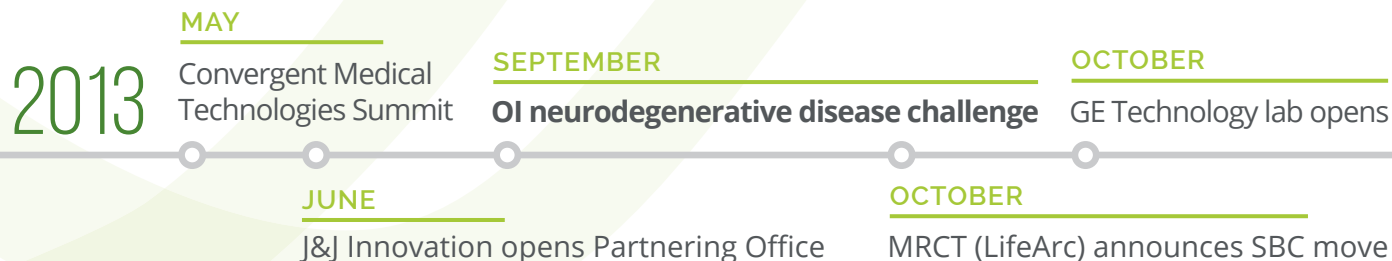 2013
MAY
Convergent Medical
Technologies Summit
JUNE
J&J Innovation opens Partnering Office
SEPTEMBER
OI neurodegenerative disease challenge
OCTOBER
MRCT (LifeArc) announces SBC move
OCTOBER
GE Technology lab opens